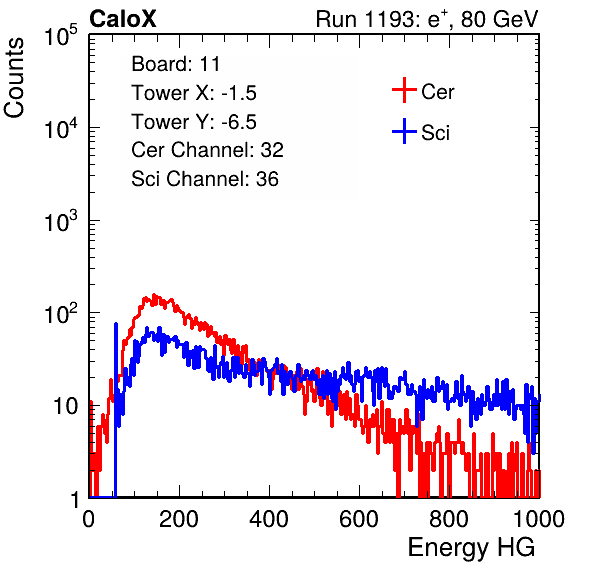 CaloX Run 1193: e⁺, 80 GeV
Counts
10⁵
10⁴
10³
10²
10
1
Board: 11
Tower X: -1.5
Tower Y: -6.5
Cer Channel: 32
Sci Channel: 36
Cer
Sci
0 200 400 600 800 1000
Energy HG